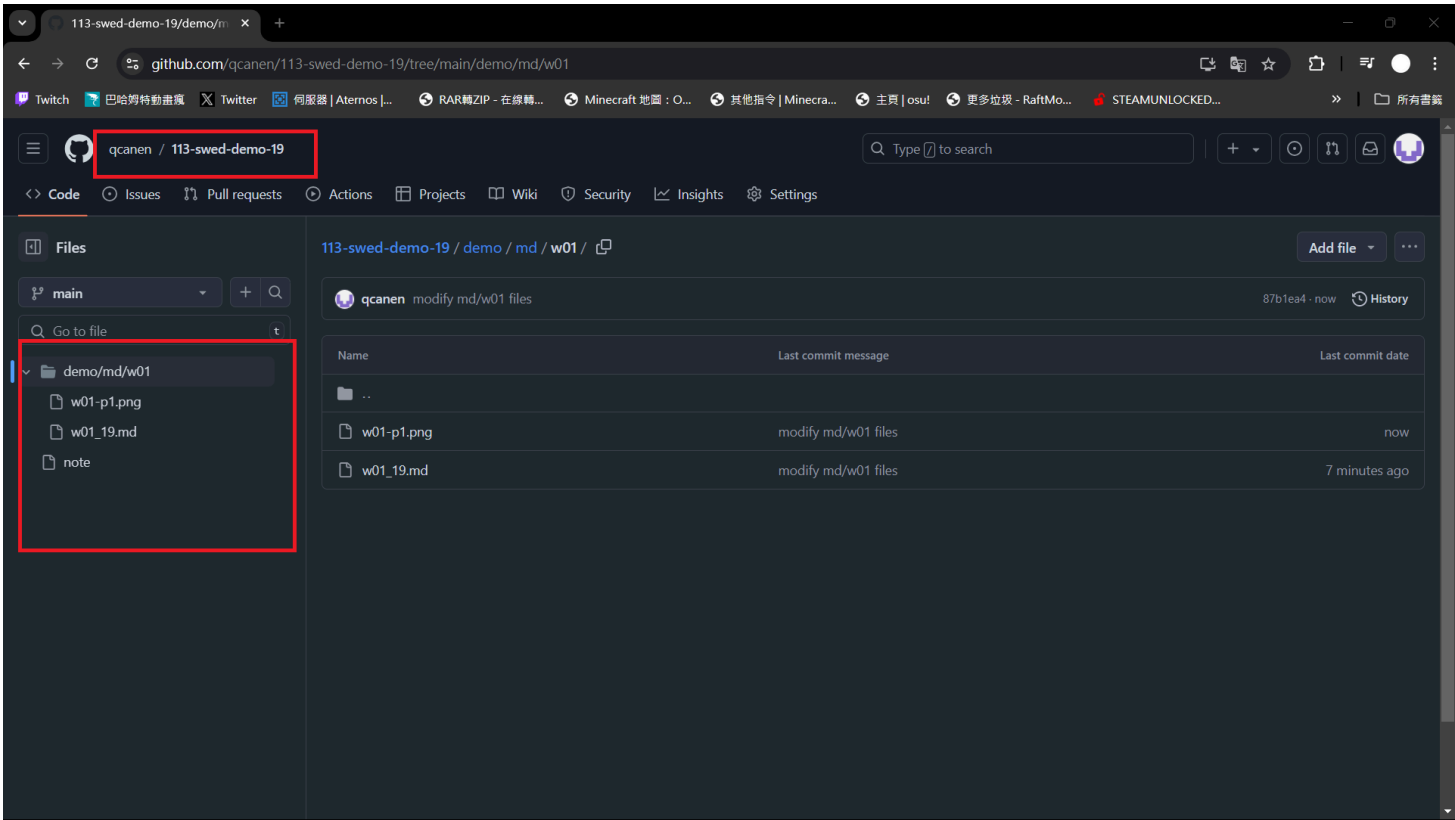 113-swed-demo-19/demo/m
github.com/qcanen/113-swed-demo-19/tree/main/demo/md/w01
Twitch 巴哈姆特動畫瘋 Twitter 伺服器 | Aternos |... RAR轉ZIP - 在線轉... Minecraft 地圖：O... 其他指令 | Minecra... 主頁 | osu! 更多垃圾 - RaftMo... STEAMUNLOCKED... » 所有書籤
qcanen / 113-swed-demo-19 Type / to search
<> Code Issues Pull requests Actions Projects Wiki Security Insights Settings
Files 113-swed-demo-19 / demo / md / w01 / Add file ...
main
qcanen modify md/w01 files 87b1ea4 · now History
Go to file t
Name Last commit message Last commit date
demo/md/w01
..
w01-p1.png
w01_19.md
note
w01-p1.png modify md/w01 files now
w01_19.md modify md/w01 files 7 minutes ago